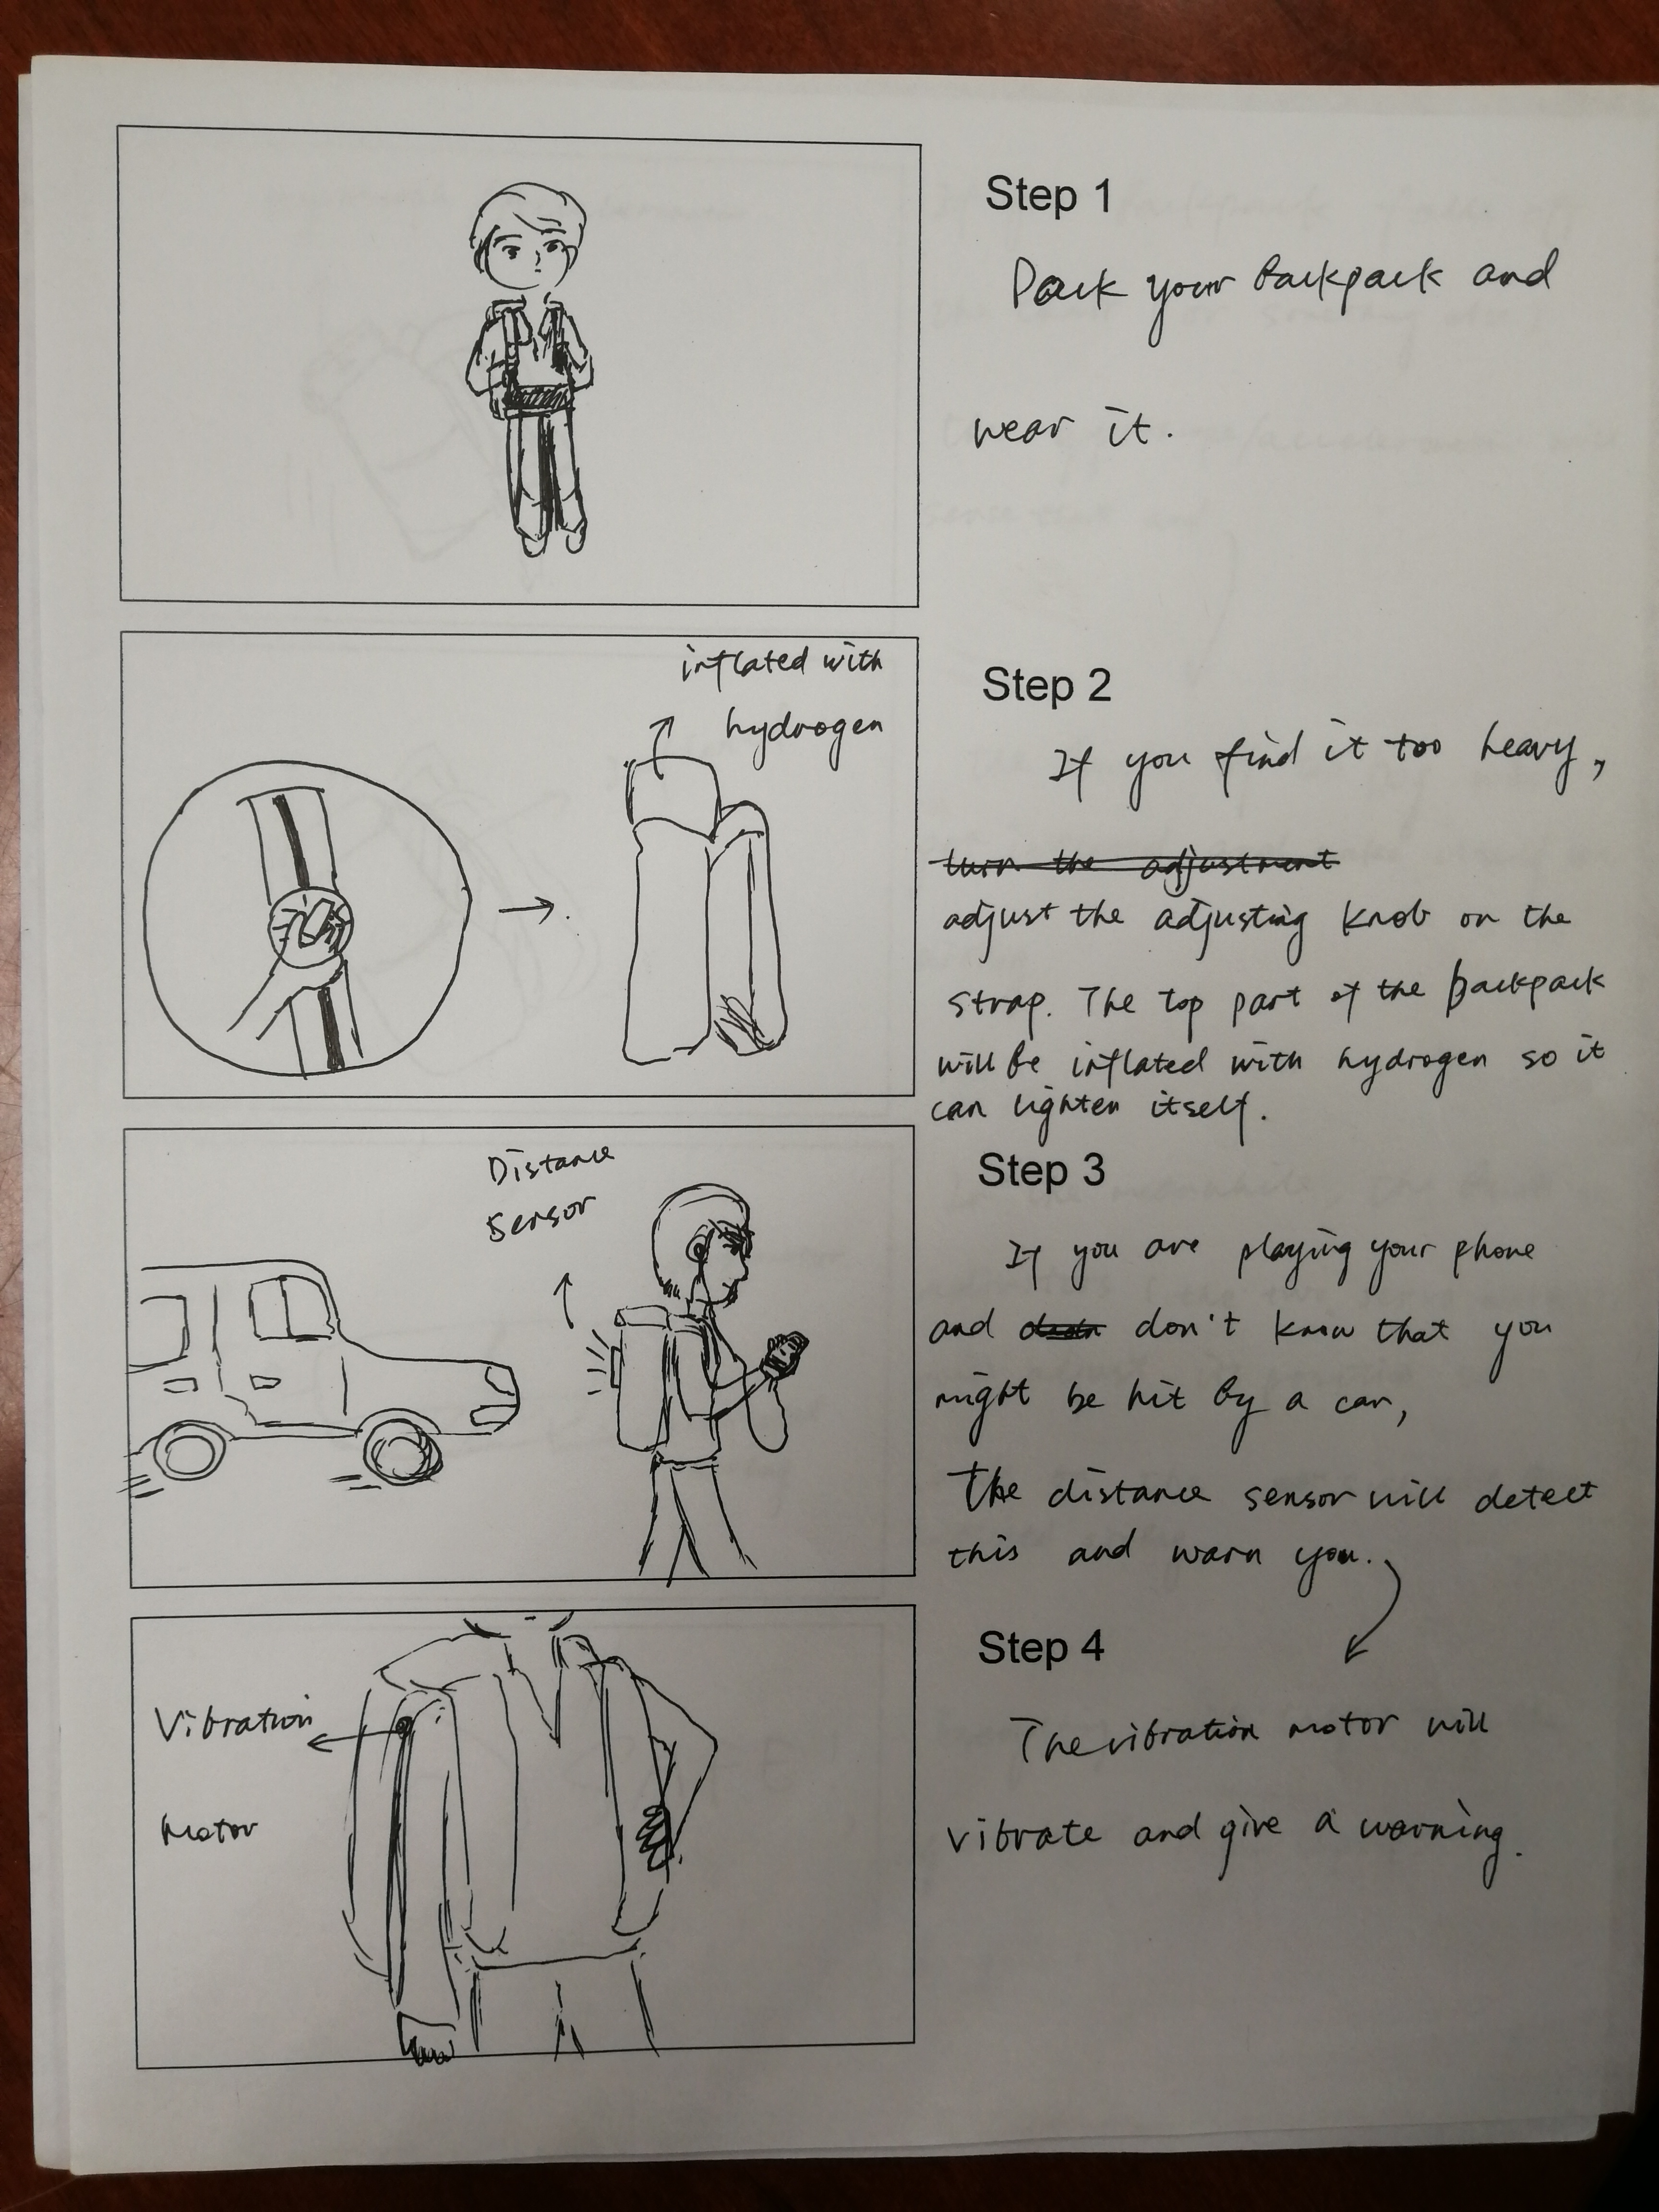 Step 1
Pack your backpack and
wear it.
inflated with
hydrogen
Step 2
If you find it too heavy,
turn the adjustment
adjust the adjusting knob on the
strap. The top part of the backpack
will be inflated with hydrogen so it
can lighten itself.
Distance
Sensor
Step 3
If you are playing your phone
and don't know that you
might be hit by a car,
The distance sensor will detect
this and warn you.
Step 4
Vibration
Motor
The vibration motor will
vibrate and give a warning.